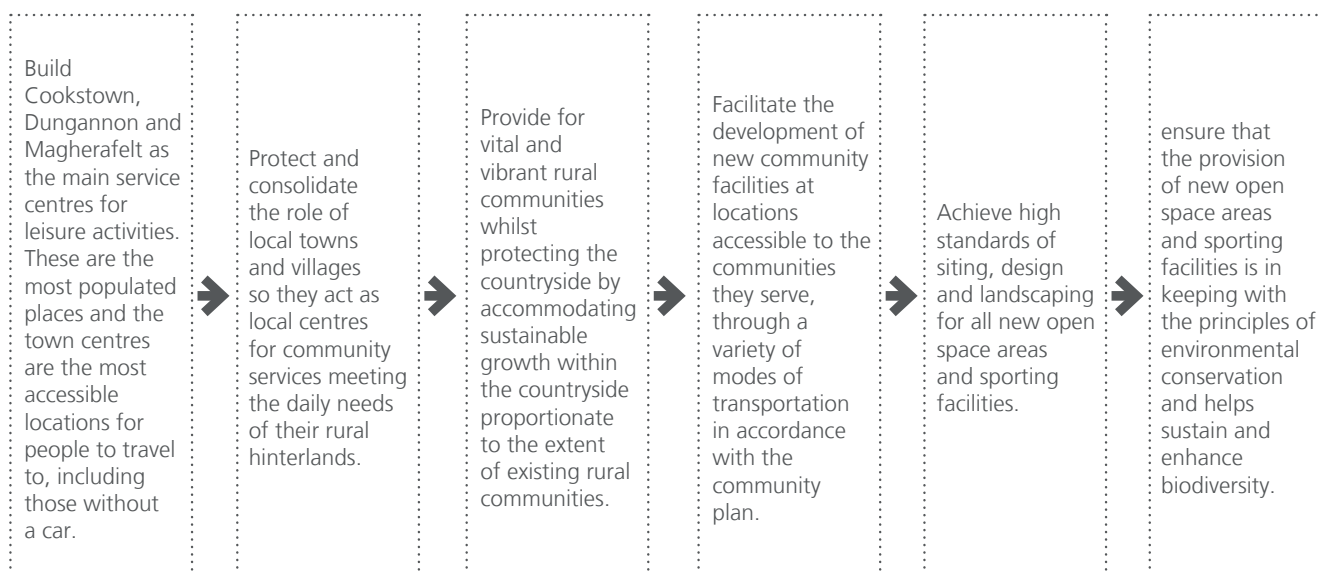 Build
Cookstown,
Dungannon and
Magherafelt as
the main service
centres for
leisure activities.
These are the
most populated
places and the
town centres
are the most
accessible
locations for
people to travel
to, including
those without
a car.
Protect and
consolidate
the role of
local towns
and villages
so they act as
local centres
for community
services meeting
the daily needs
of their rural
hinterlands.
Provide for
vital and
vibrant rural
communities
whilst
protecting the
countryside by
accommodating
sustainable
growth within
the countryside
proportionate
to the extent
of existing rural
communities.
Facilitate the
development of
new community
facilities at
locations
accessible to the
communities
they serve,
through a
variety of
modes of
transportation
in accordance
with the
community
plan.
Achieve high
standards of
siting, design
and landscaping
for all new open
space areas
and sporting
facilities.
ensure that
the provision
of new open
space areas
and sporting
facilities is in
keeping with
the principles of
environmental
conservation
and helps
sustain and
enhance
biodiversity.